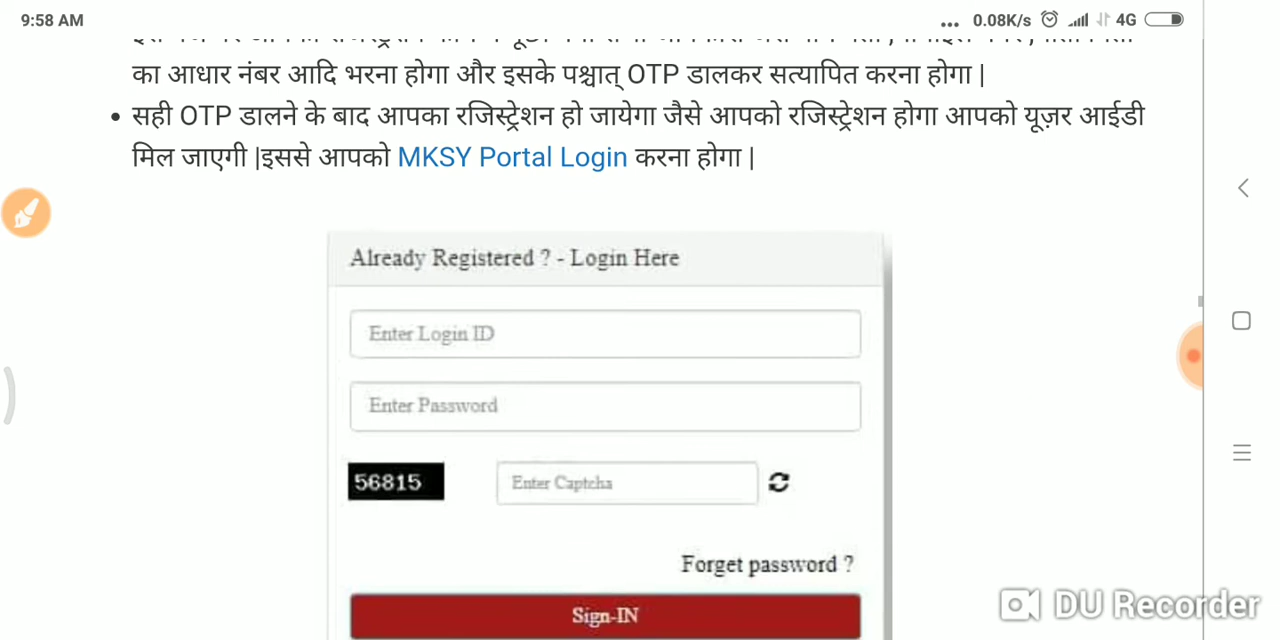 9:58 AM
... 0.08K/s 4G
का आधार नंबर आदि भरना होगा और इसके पश्चात् OTP डालकर सत्यापित करना होगा |
• सही OTP डालने के बाद आपका रजिस्ट्रेशन हो जायेगा जैसे आपको रजिस्ट्रेशन होगा आपको यूज़र आईडी
मिल जाएगी |इससे आपको MKSY Portal Login करना होगा |
Already Registered ? - Login Here
Enter Login ID
Enter Password
56815 Enter Captcha
Forget password ?
Sign-IN
DU Recorder